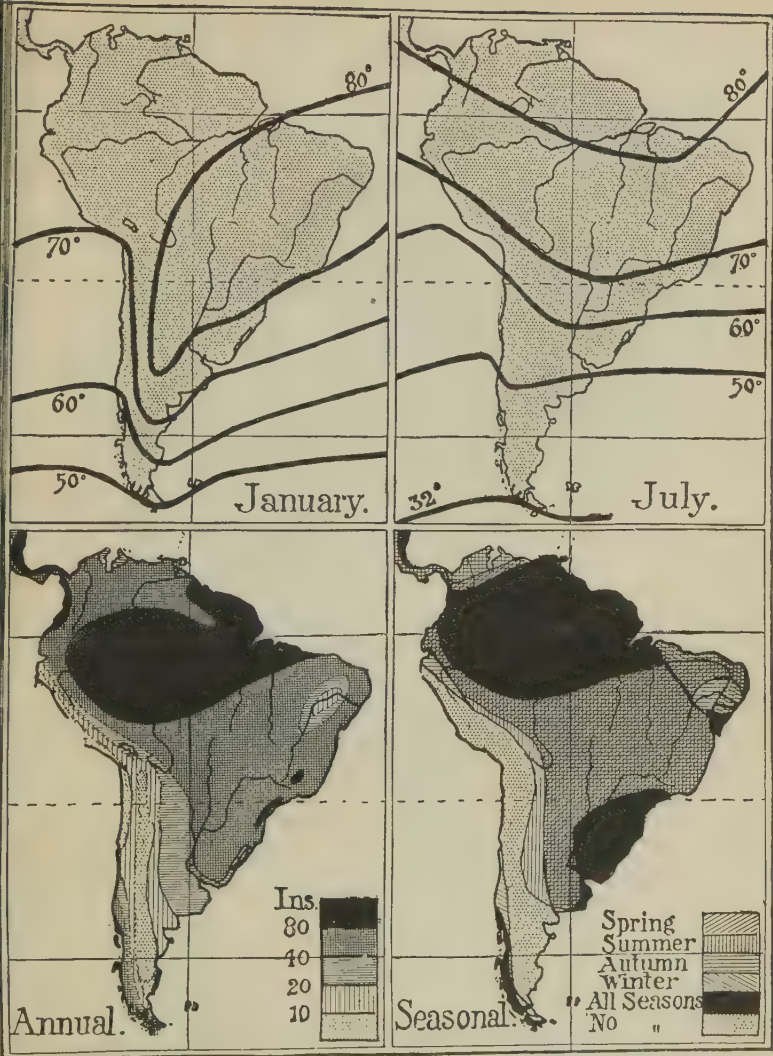 80°
70°
60°
50°
January.
80°
70°
60°
50°
32°
July.
Ins.
80
40
20
10
Annual.
Spring
Summer
Autumn
Winter
All Seasons
No "
Seasonal.